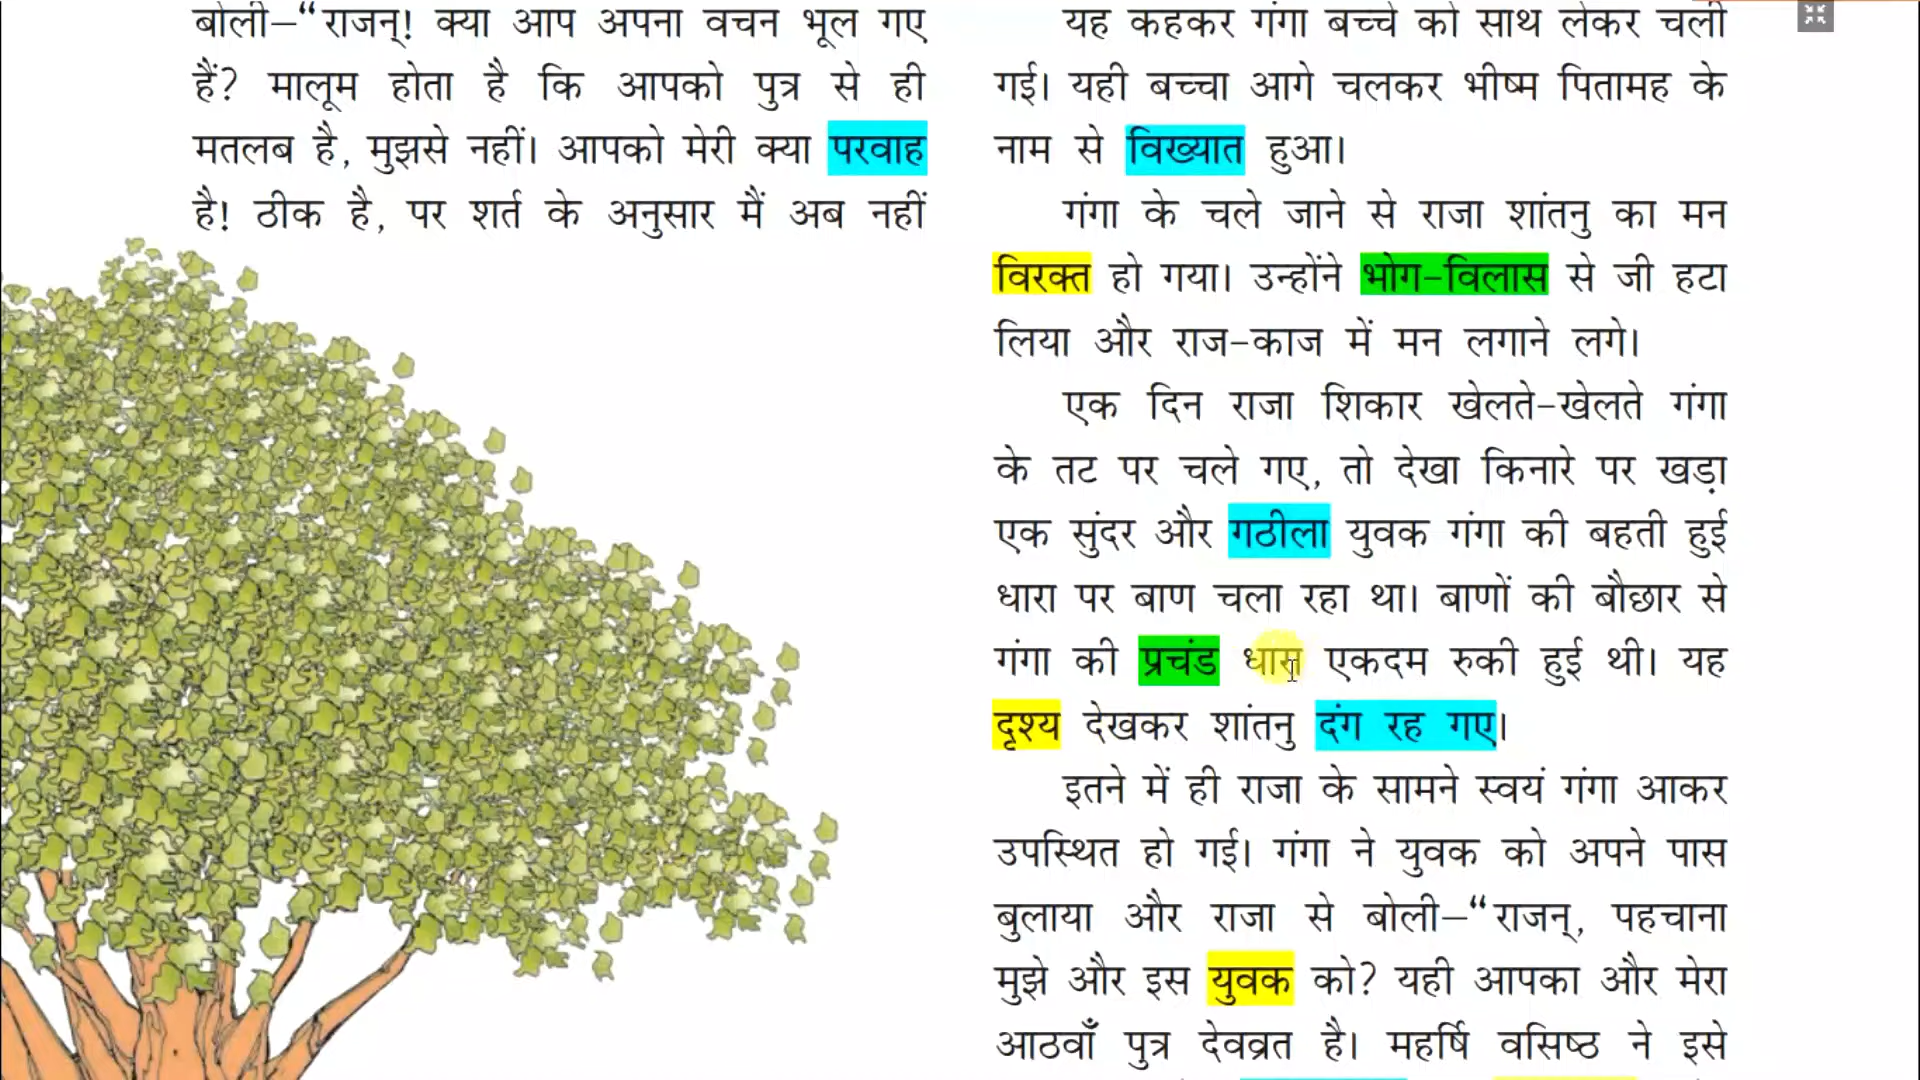 बोली–“राजन्! क्या आप अपना वचन भूल गए
हैं? मालूम होता है कि आपको पुत्र से ही
मतलब है, मुझसे नहीं। आपको मेरी क्या परवाह
है! ठीक है, पर शर्त के अनुसार मैं अब नहीं
यह कहकर गंगा बच्चे को साथ लेकर चली
गई। यही बच्चा आगे चलकर भीष्म पितामह के
नाम से विख्यात हुआ।
गंगा के चले जाने से राजा शांतनु का मन
विरक्त हो गया। उन्होंने भोग-विलास से जी हटा
लिया और राज-काज में मन लगाने लगे।
एक दिन राजा शिकार खेलते-खेलते गंगा
के तट पर चले गए, तो देखा किनारे पर खड़ा
एक सुंदर और गठीला युवक गंगा की बहती हुई
धारा पर बाण चला रहा था। बाणों की बौछार से
गंगा की प्रचंड धारा एकदम रुकी हुई थी। यह
दृश्य देखकर शांतनु दंग रह गए।
इतने में ही राजा के सामने स्वयं गंगा आकर
उपस्थित हो गई। गंगा ने युवक को अपने पास
बुलाया और राजा से बोली–“राजन्, पहचाना
मुझे और इस युवक को? यही आपका और मेरा
आठवाँ पुत्र देवव्रत है। महर्षि वसिष्ठ ने इसे